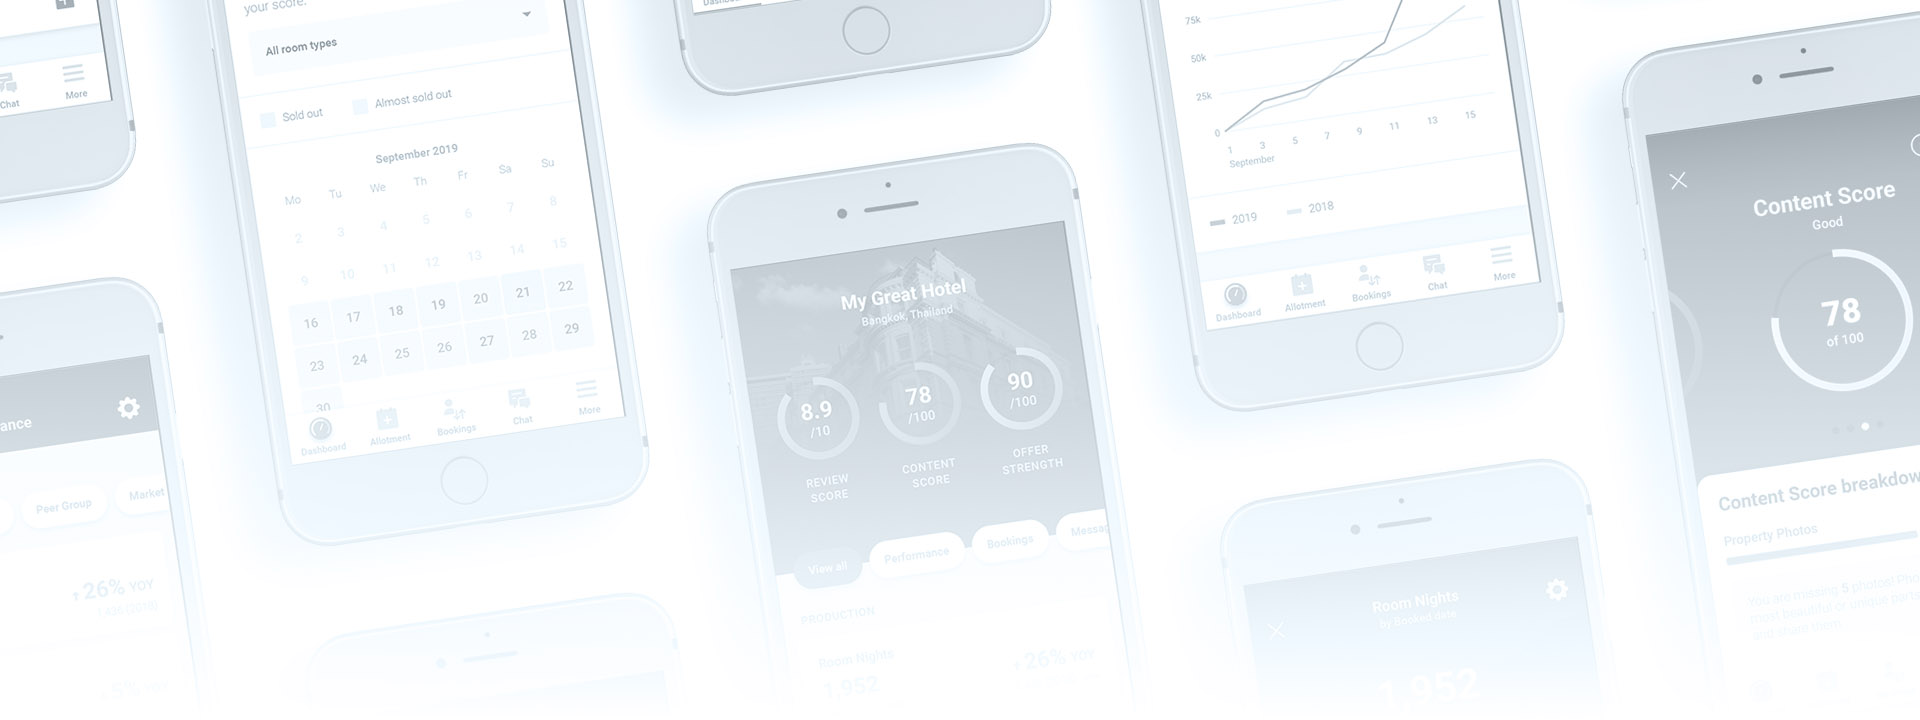 Chat
More
ance
Peer Group
Market
26% YOY
1,436 (2018)
5% YOY
your score.
All room types
Sold out
Almost sold out
September 2019
Mo Tu We Th Fr Sa Su
2 3 4 5 6 7 8
9 10 11 12 13 14 15
16 17 18 19 20 21 22
23 24 25 26 27 28 29
30
Dashboard
Allotment
Bookings
Chat
More
My Great Hotel
Bangkok, Thailand
8.9
/10
78
/100
90
/100
REVIEW
SCORE
CONTENT
SCORE
OFFER
STRENGTH
View all
Performance
Bookings
Messag
PRODUCTION
Room Nights
1,952
+26% YOY
75k
50k
25k
0
1 3 5 7 9 11 13 15
September
2019
2018
Dashboard
Allotment
Bookings
Chat
More
Room Nights
by Booked date
1,952
Content Score
Good
78
of 100
Content Score breakdow
Property Photos
You are missing 5 photos! Pho
most beautiful or unique parts
and share them